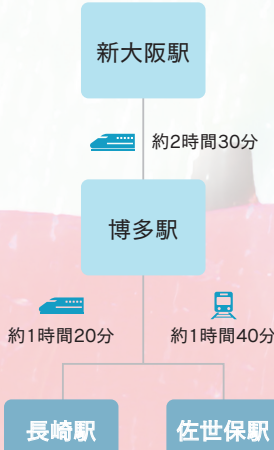 新大阪駅
約2時間30分
博多駅
約1時間20分
約1時間40分
長崎駅
佐世保駅